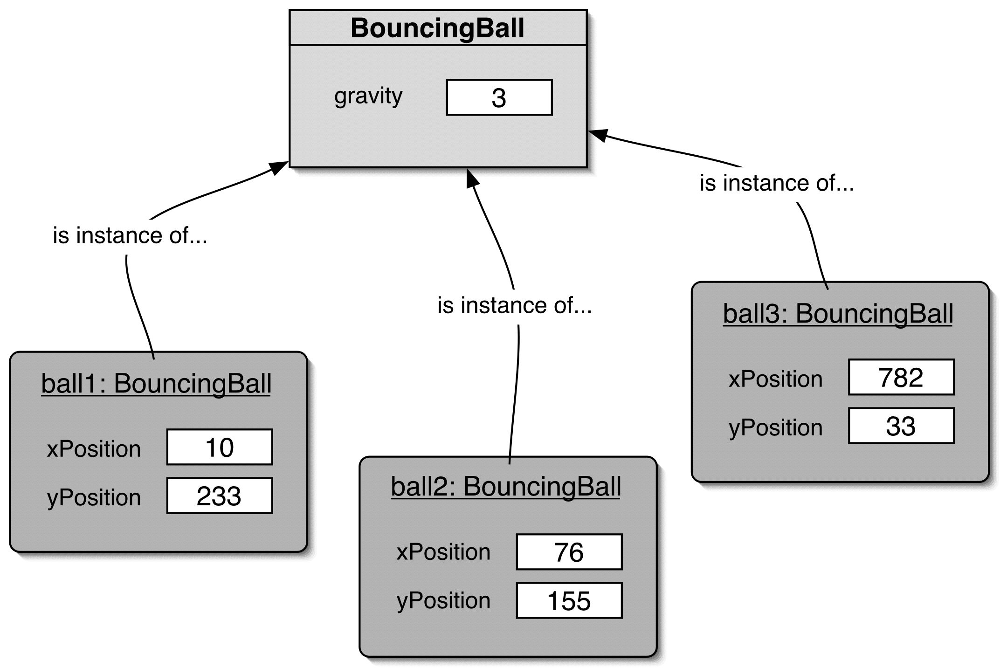 BouncingBall
gravity 3
is instance of...
is instance of...
is instance of...
ball1: BouncingBall
xPosition 10
yPosition 233
ball2: BouncingBall
xPosition 76
yPosition 155
ball3: BouncingBall
xPosition 782
yPosition 33